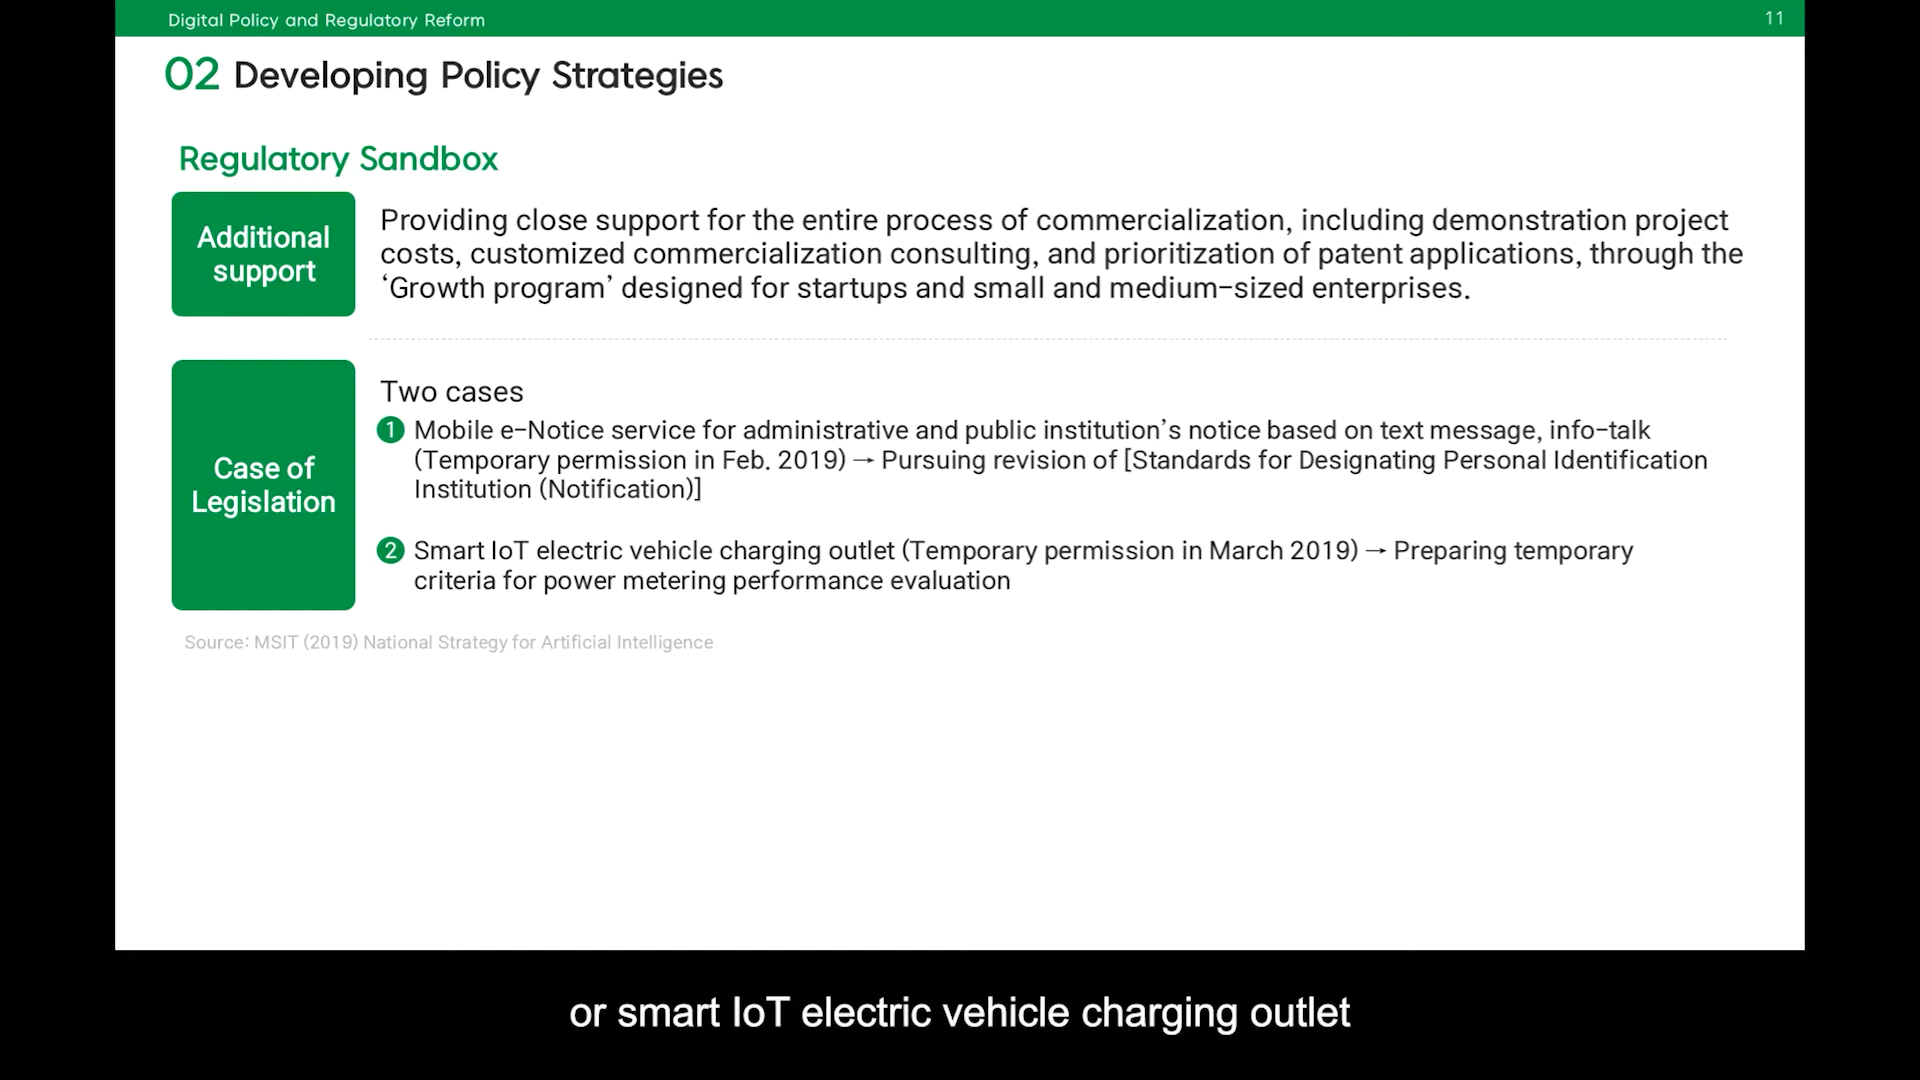 Digital Policy and Regulatory Reform
11
02 Developing Policy Strategies
Regulatory Sandbox
Additional
support
Providing close support for the entire process of commercialization, including demonstration project
costs, customized commercialization consulting, and prioritization of patent applications, through the
‘Growth program’ designed for startups and small and medium-sized enterprises.
Case of
Legislation
Two cases
1 Mobile e-Notice service for administrative and public institution’s notice based on text message, info-talk
(Temporary permission in Feb. 2019) → Pursuing revision of [Standards for Designating Personal Identification
Institution (Notification)]
2 Smart IoT electric vehicle charging outlet (Temporary permission in March 2019) → Preparing temporary
criteria for power metering performance evaluation
Source: MSIT (2019) National Strategy for Artificial Intelligence
or smart IoT electric vehicle charging outlet